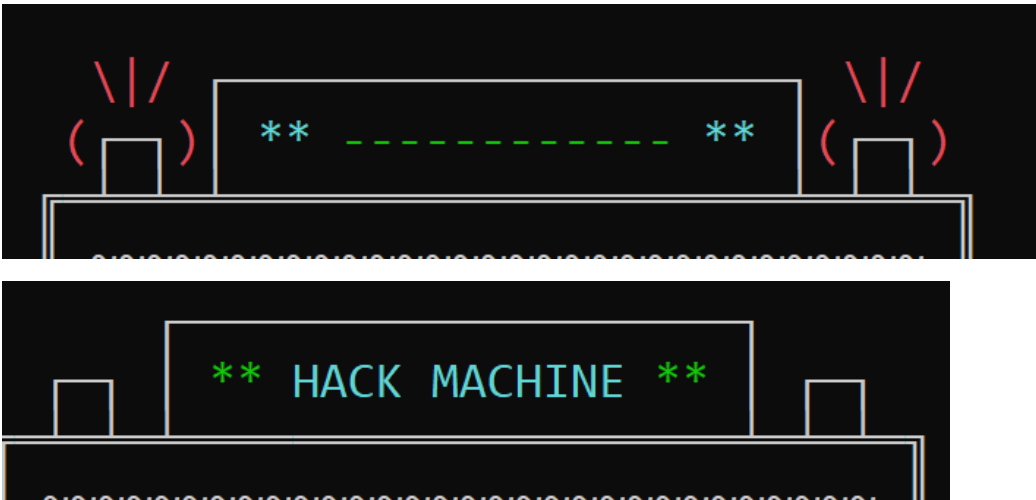 \|/ \|/
( ) ** ------------ ** ( )
** HACK MACHINE **